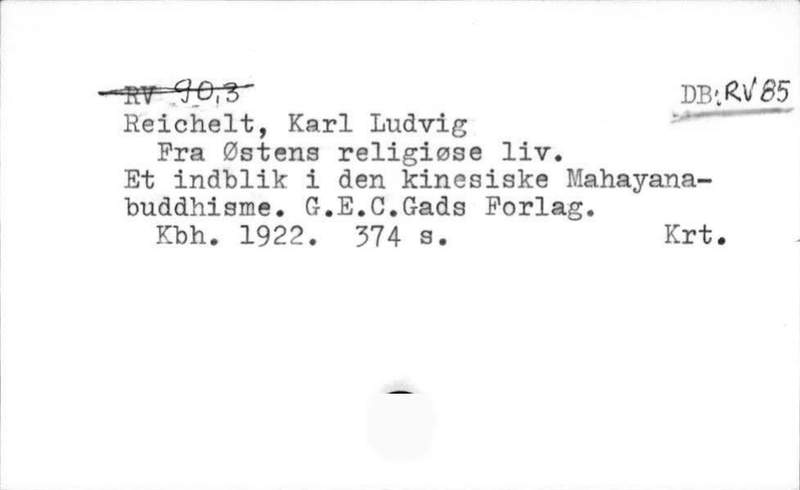 RV 90,3 DB: RV 85
Reichelt, Karl Ludvig
Fra Østens religiøse liv.
Et indblik i den kinesiske Mahayana-
buddhisme. G.E.C.Gads Forlag.
Kbh. 1922. 374 s. Krt.